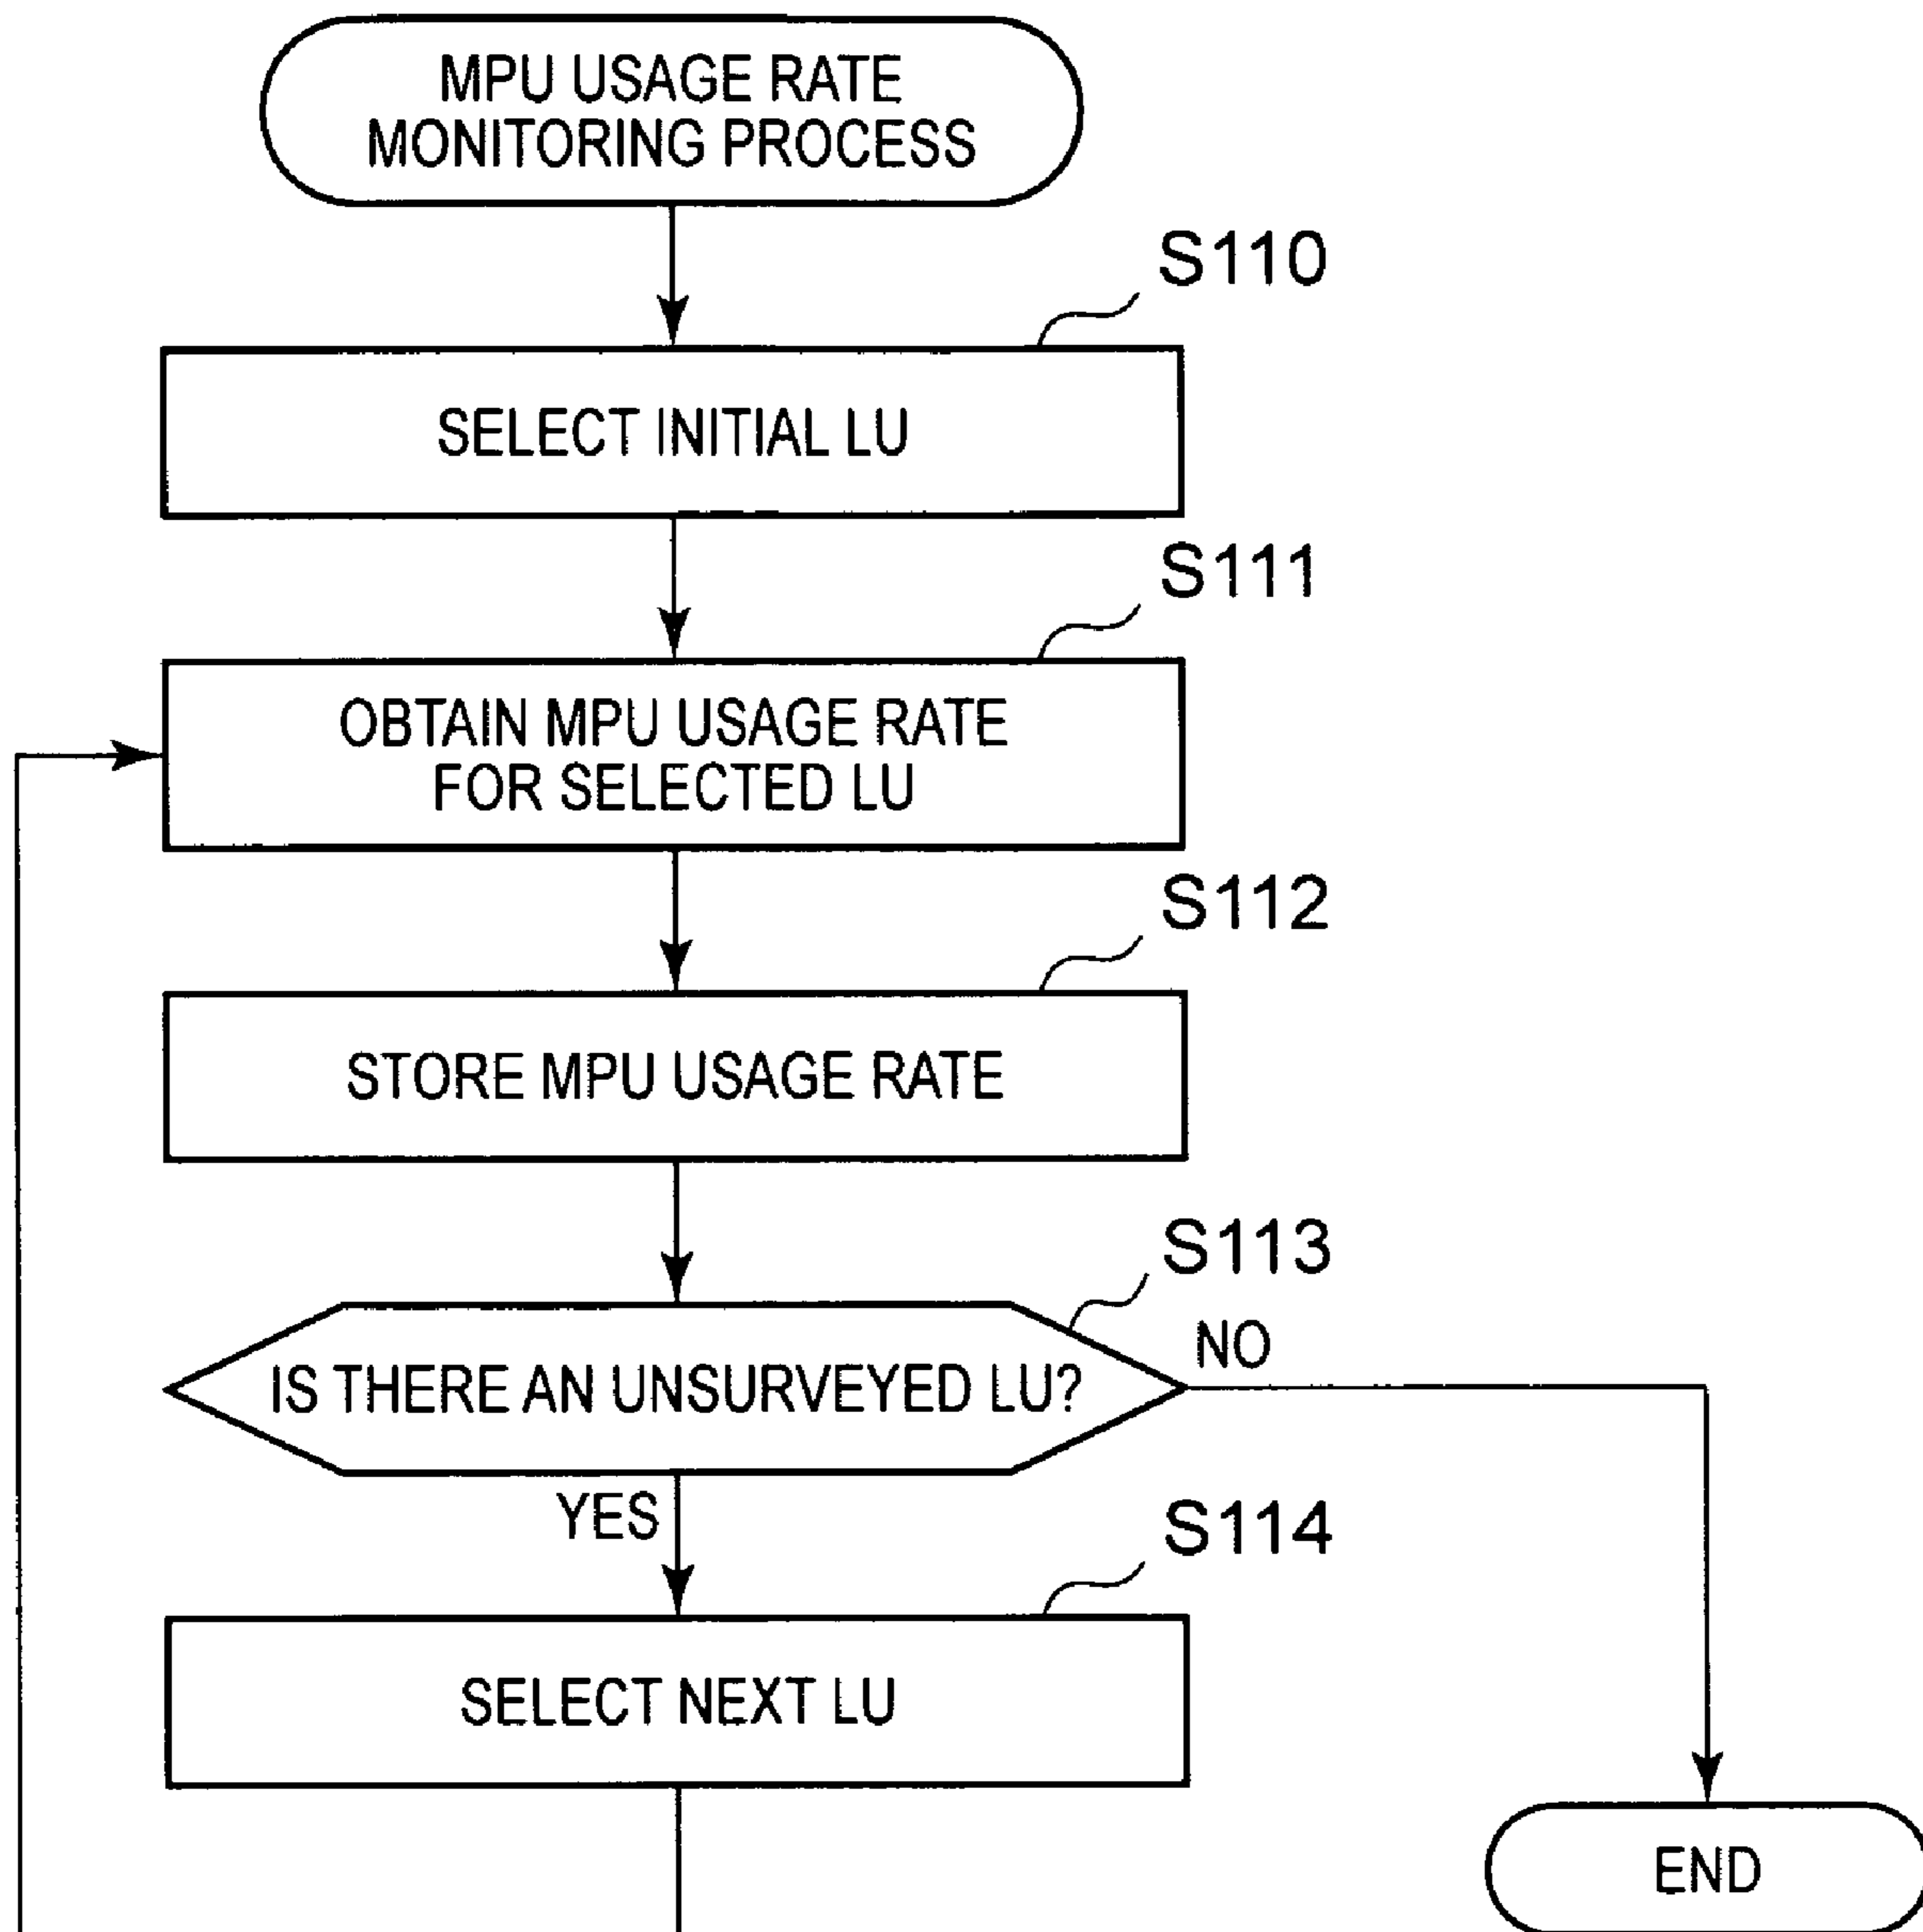 MPU USAGE RATE
MONITORING PROCESS
S110
SELECT INITIAL LU
S111
OBTAIN MPU USAGE RATE
FOR SELECTED LU
S112
STORE MPU USAGE RATE
S113
IS THERE AN UNSURVEYED LU?
NO
YES
S114
SELECT NEXT LU
END